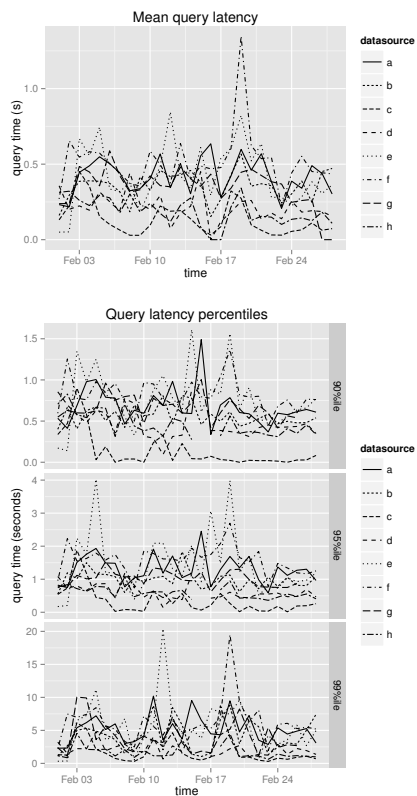 Mean query latency
query time (s)
1.0
0.5
0.0
Feb 03 Feb 10 Feb 17 Feb 24
time
datasource
a
b
c
d
e
f
g
h
Query latency percentiles
query time (seconds)
1.5
1.0
0.5
0.0
90%ile
4
3
2
1
0
95%ile
20
15
10
5
0
99%ile
Feb 03 Feb 10 Feb 17 Feb 24
time
datasource
a
b
c
d
e
f
g
h